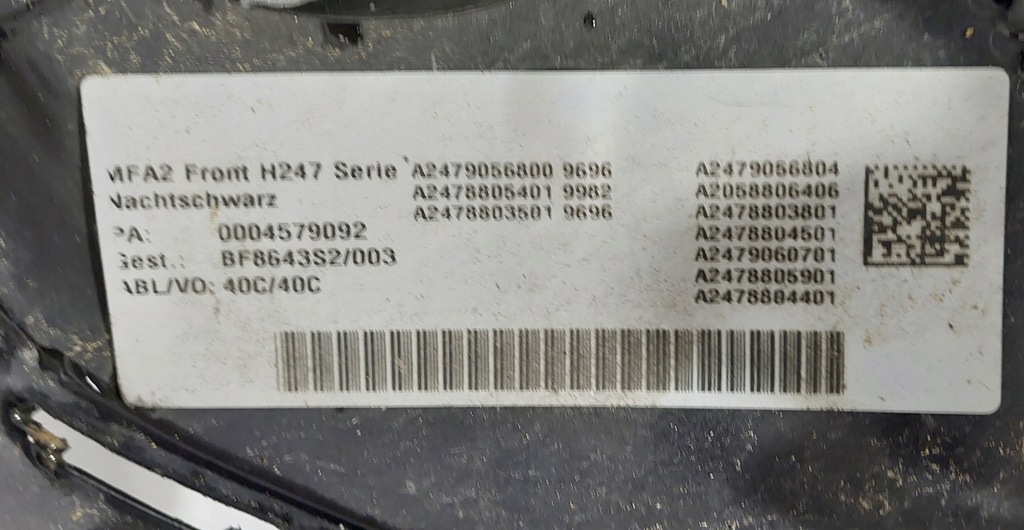 MFA2 Front H247 Serie
Nachtschwarz
PA: 0004579092
Gest.: BF8643S2/003
ABL/VO: 40C/40C
A2479056800 9696
A2478805401 9982
A2478803501 9696
A2479056804
A2058806406
A2478803801
A2478804501
A2479060701
A2478805901
A2478804401